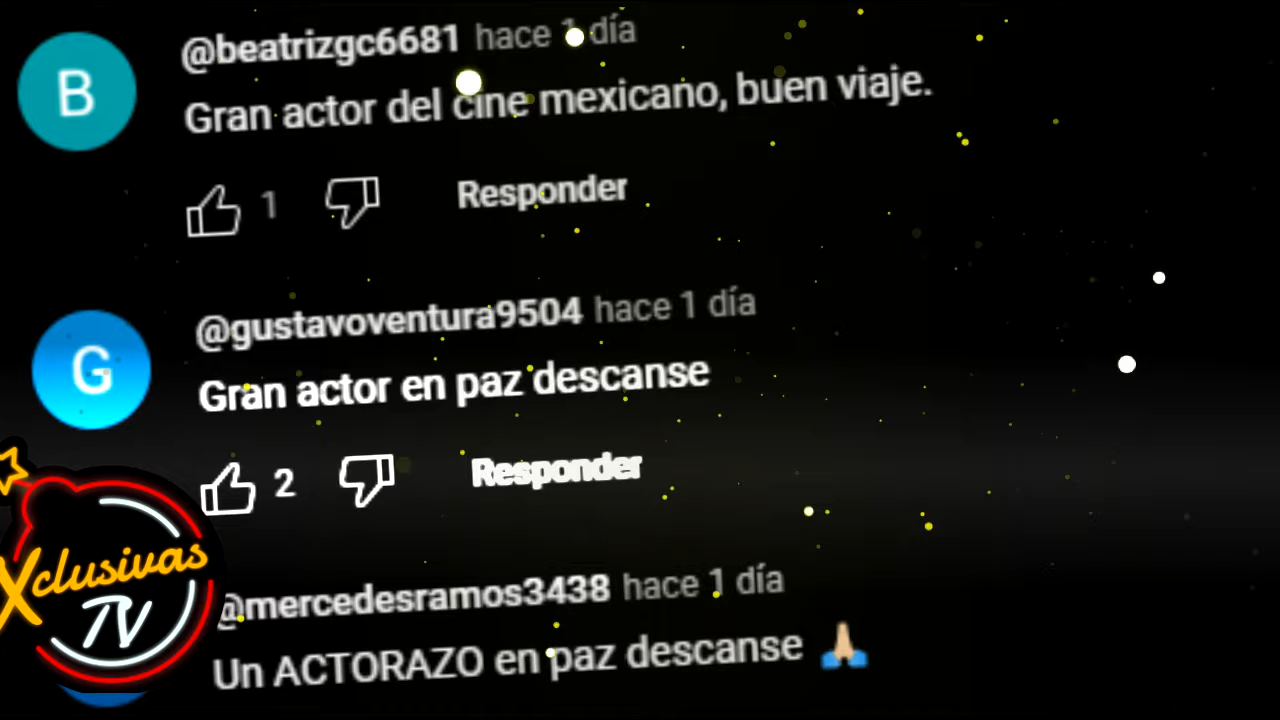 B
@beatrizgc6681 hace 1 día
Gran actor del cine mexicano, buen viaje.
1 Responder
G
@gustavoventura9504 hace 1 día
Gran actor en paz descanse
2 Responder
Xclusivas
TV
@mercedesramos3438 hace 1 día
Un ACTORAZO en paz descanse 🙏🏼